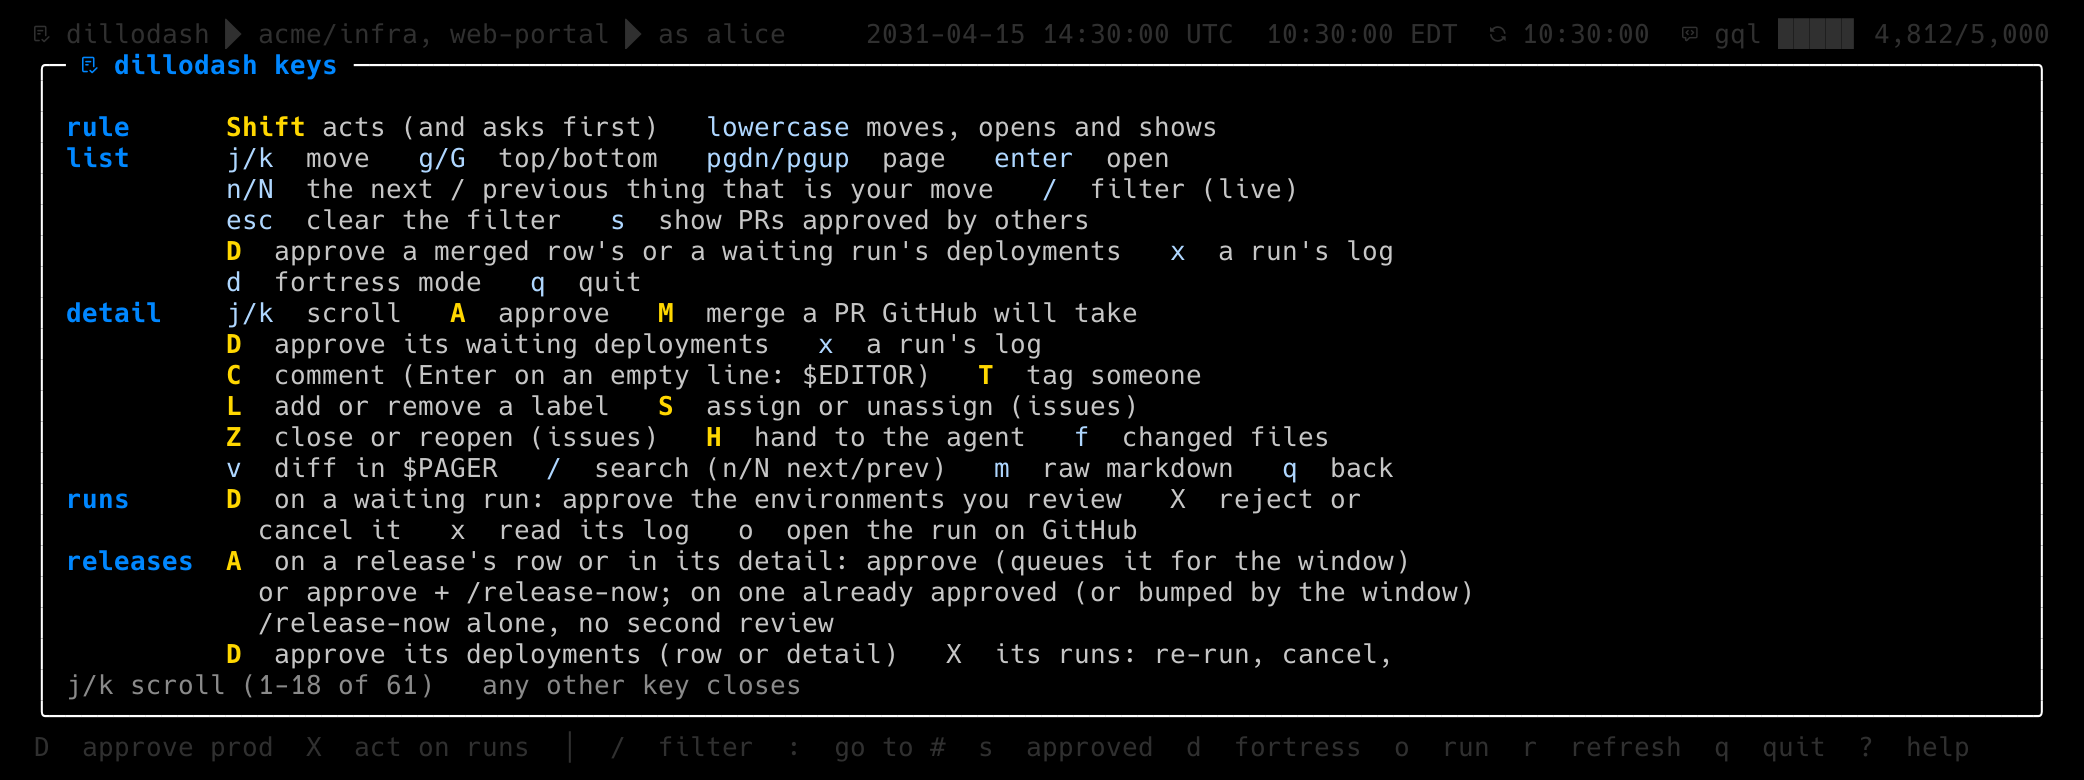 dillodash acme/infra, web-portal as alice 2031-04-15 14:30:00 UTC 10:30:00 EDT 10:30:00 gql 4,812/5,000
dillodash keys
rule Shift acts (and asks first) lowercase moves, opens and shows
list j/k move g/G top/bottom pgdn/pgup page enter open
n/N the next / previous thing that is your move / filter (live)
esc clear the filter s show PRs approved by others
D approve a merged row's or a waiting run's deployments x a run's log
d fortress mode q quit
detail j/k scroll A approve M merge a PR GitHub will take
D approve its waiting deployments x a run's log
C comment (Enter on an empty line: $EDITOR) T tag someone
L add or remove a label S assign or unassign (issues)
Z close or reopen (issues) H hand to the agent f changed files
v diff in $PAGER / search (n/N next/prev) m raw markdown q back
runs D on a waiting run: approve the environments you review X reject or
cancel it x read its log o open the run on GitHub
releases A on a release's row or in its detail: approve (queues it for the window)
or approve + /release-now; on one already approved (or bumped by the window)
/release-now alone, no second review
D approve its deployments (row or detail) X its runs: re-run, cancel,
j/k scroll (1-18 of 61) any other key closes
D approve prod X act on runs │ / filter : go to # s approved d fortress o run r refresh q quit ? help